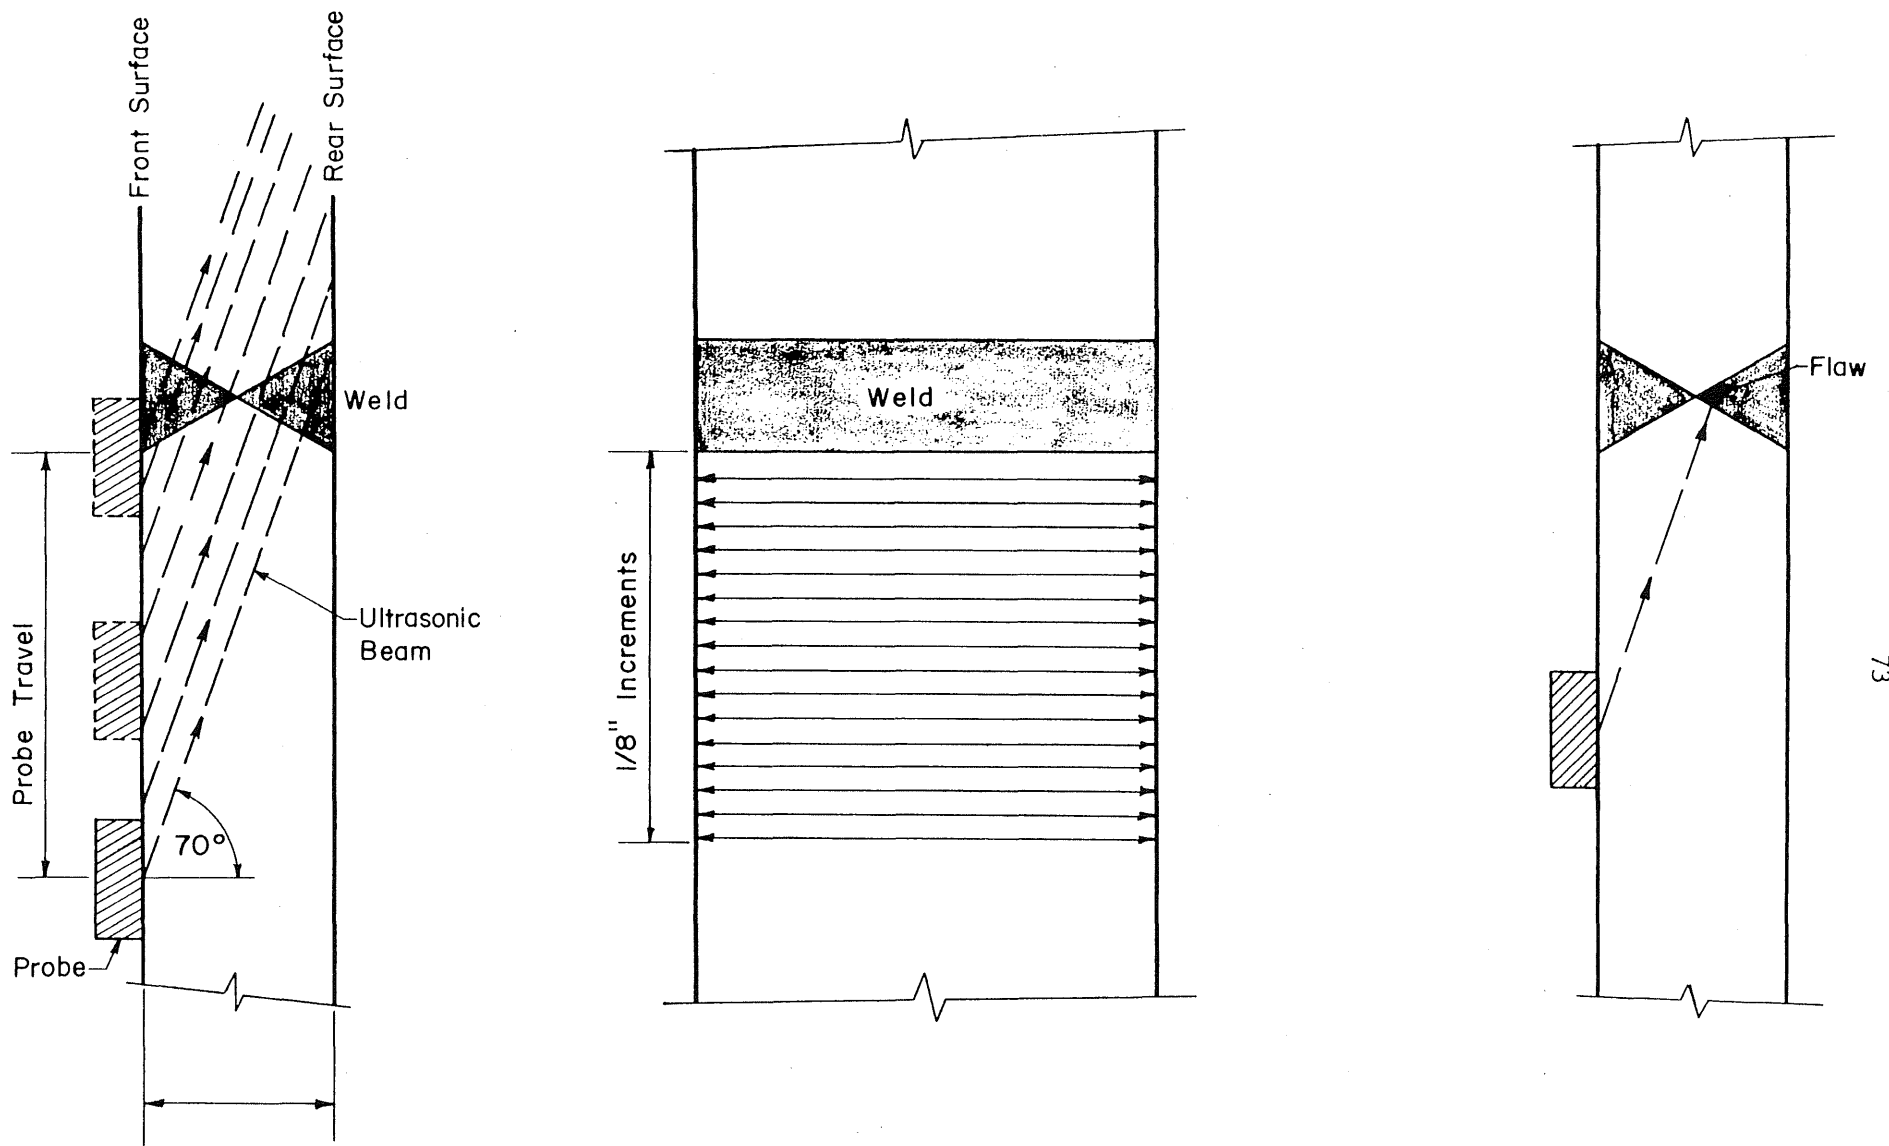 Front Surface
Rear Surface
Weld
Probe Travel
Ultrasonic
Beam
70°
Probe
Weld
1/8" Increments
Flaw
73